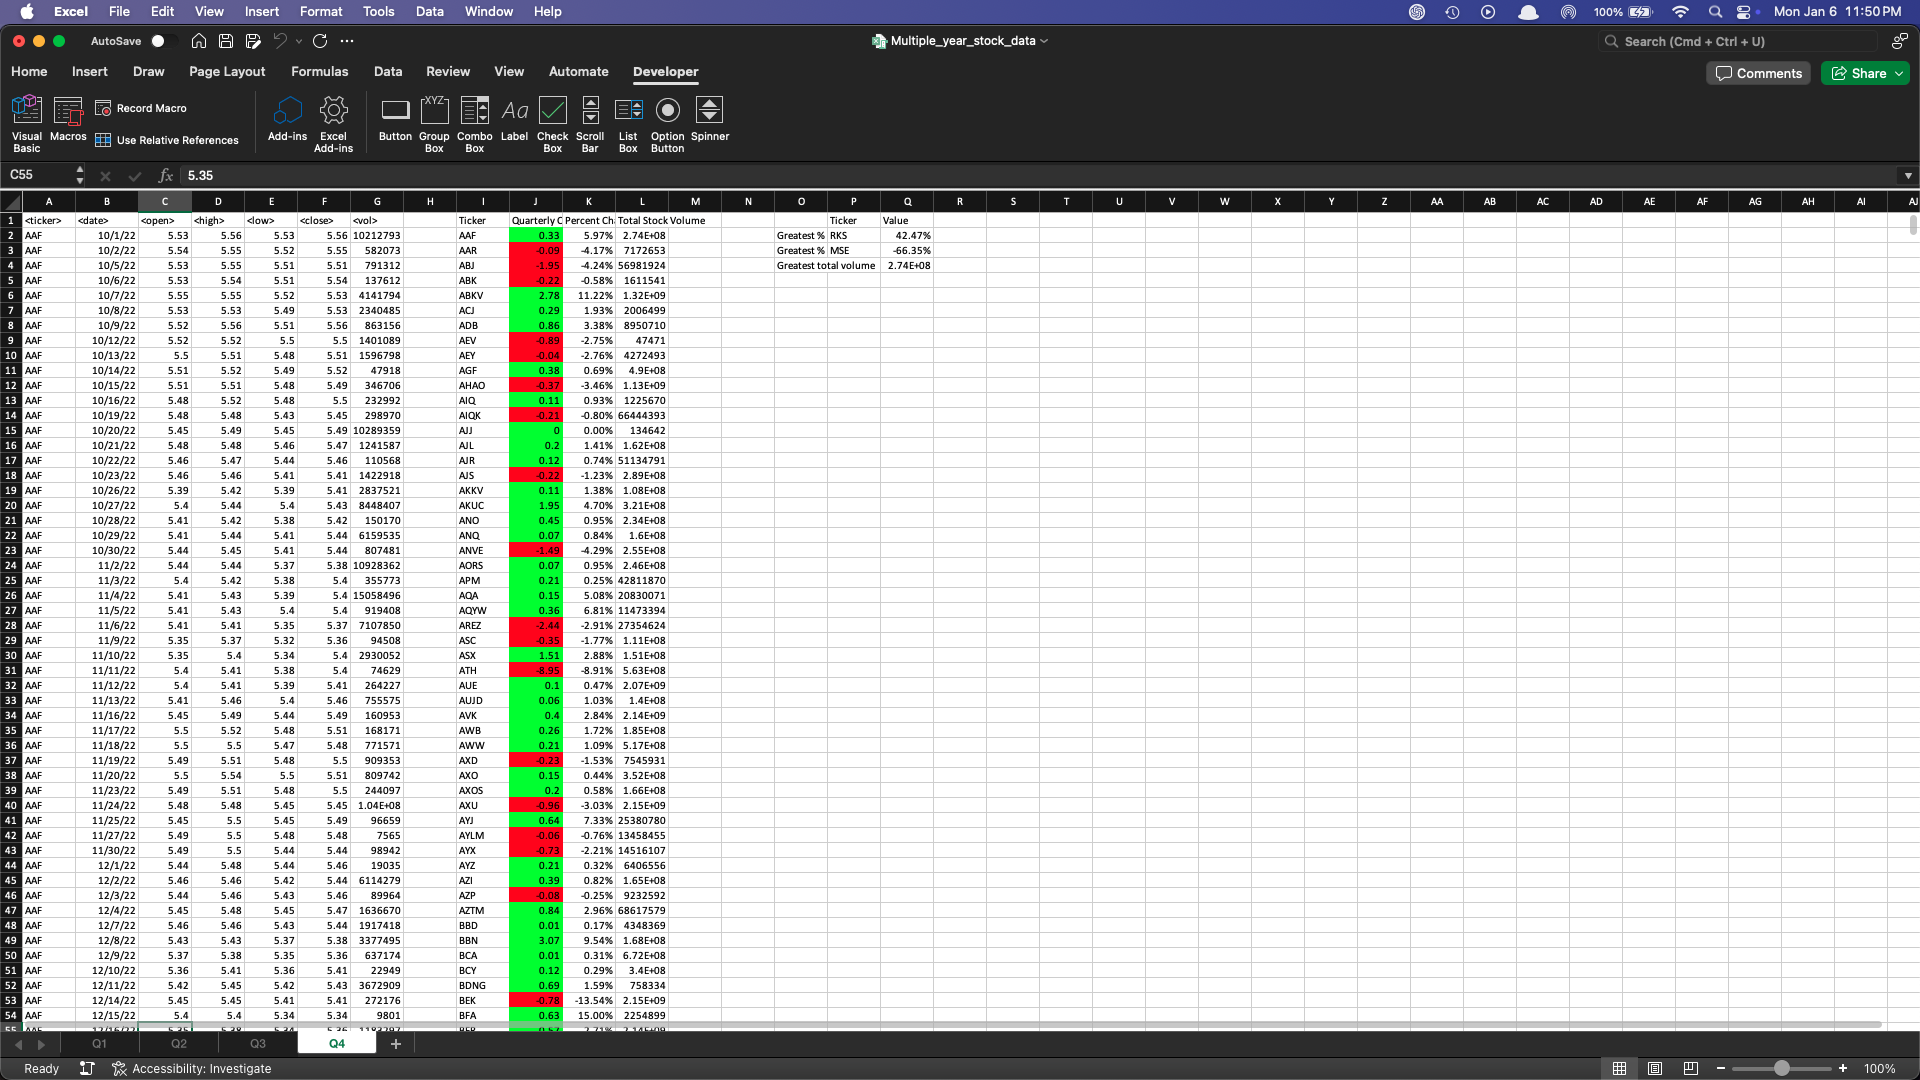 Excel File Edit View Insert Format Tools Data Window Help 100% Mon Jan 6 11:50 PM
AutoSave Multiple_year_stock_data Search (Cmd + Ctrl + U)
Home Insert Draw Page Layout Formulas Data Review View Automate Developer Comments Share
Record Macro
Visual Basic Macros Use Relative References Add-ins Excel Add-ins Button Group Box Combo Box Label Check Box Scroll Bar List Box Option Button Spinner
C55 fx 5.35
A B C D E F G H I J K L M N O P Q R S T U V W X Y Z AA AB AC AD AE AF AG AH AI AJ
1 <ticker> <date> <open> <high> <low> <close> <vol> Ticker Quarterly C Percent Ch Total Stock Volume Ticker Value
2 AAF 10/1/22 5.53 5.56 5.53 5.56 10212793 AAF 0.33 5.97% 2.74E+08 Greatest % RKS 42.47%
3 AAF 10/2/22 5.54 5.55 5.52 5.55 582073 AAR -0.09 -4.17% 7172653 Greatest % MSE -66.35%
4 AAF 10/5/22 5.53 5.55 5.51 5.51 791312 ABJ -1.95 -4.24% 56981924 Greatest total volume 2.74E+08
5 AAF 10/6/22 5.53 5.54 5.51 5.54 137612 ABK -0.22 -0.58% 1611541
6 AAF 10/7/22 5.55 5.55 5.52 5.53 4141794 ABKV 2.78 11.22% 1.32E+09
7 AAF 10/8/22 5.53 5.53 5.49 5.53 2340485 ACJ 0.29 1.93% 2006499
8 AAF 10/9/22 5.52 5.56 5.51 5.56 863156 ADB 0.86 3.38% 8950710
9 AAF 10/12/22 5.52 5.52 5.5 5.5 1401089 AEV -0.89 -2.75% 47471
10 AAF 10/13/22 5.5 5.51 5.48 5.51 1596798 AEY -0.04 -2.76% 4272493
11 AAF 10/14/22 5.51 5.52 5.49 5.52 47918 AGF 0.38 0.69% 4.9E+08
12 AAF 10/15/22 5.51 5.51 5.48 5.49 346706 AHAO -0.37 -3.46% 1.13E+09
13 AAF 10/16/22 5.48 5.52 5.48 5.5 232992 AIQ 0.11 0.93% 1225670
14 AAF 10/19/22 5.48 5.48 5.43 5.45 298970 AIQK -0.21 -0.80% 66444393
15 AAF 10/20/22 5.45 5.49 5.45 5.49 10289359 AJJ 0 0.00% 134642
16 AAF 10/21/22 5.48 5.48 5.46 5.47 1241587 AJL 0.2 1.41% 1.62E+08
17 AAF 10/22/22 5.46 5.47 5.44 5.46 110568 AJR 0.12 0.74% 51134791
18 AAF 10/23/22 5.46 5.46 5.41 5.41 1422918 AJS -0.22 -1.23% 2.89E+08
19 AAF 10/26/22 5.39 5.42 5.39 5.41 2837521 AKKV 0.11 1.38% 1.08E+08
20 AAF 10/27/22 5.4 5.44 5.4 5.43 8448407 AKUC 1.95 4.70% 3.21E+08
21 AAF 10/28/22 5.41 5.42 5.38 5.42 150170 ANO 0.45 0.95% 2.34E+08
22 AAF 10/29/22 5.41 5.44 5.41 5.44 6159535 ANQ 0.07 0.84% 1.6E+08
23 AAF 10/30/22 5.44 5.45 5.41 5.44 807481 ANVE -1.49 -4.29% 2.55E+08
24 AAF 11/2/22 5.44 5.44 5.37 5.38 10928362 AORS 0.07 0.95% 2.46E+08
25 AAF 11/3/22 5.4 5.42 5.38 5.4 355773 APM 0.21 0.25% 42811870
26 AAF 11/4/22 5.41 5.43 5.39 5.4 15058496 AQA 0.15 5.08% 20830071
27 AAF 11/5/22 5.41 5.43 5.4 5.4 919408 AQYW 0.36 6.81% 11473394
28 AAF 11/6/22 5.41 5.41 5.35 5.37 7107850 AREZ -2.44 -2.91% 27354624
29 AAF 11/9/22 5.35 5.37 5.32 5.36 94508 ASC -0.35 -1.77% 1.11E+08
30 AAF 11/10/22 5.35 5.4 5.34 5.4 2930052 ASX 1.51 2.88% 1.51E+08
31 AAF 11/11/22 5.4 5.41 5.38 5.4 74629 ATH -8.95 -8.91% 5.63E+08
32 AAF 11/12/22 5.4 5.41 5.39 5.41 264227 AUE 0.1 0.47% 2.07E+09
33 AAF 11/13/22 5.41 5.46 5.4 5.46 755575 AUJD 0.06 1.03% 1.4E+08
34 AAF 11/16/22 5.45 5.49 5.44 5.49 160953 AVK 0.4 2.84% 2.14E+09
35 AAF 11/17/22 5.5 5.52 5.48 5.51 168171 AWB 0.26 1.72% 1.85E+08
36 AAF 11/18/22 5.5 5.5 5.47 5.48 771571 AWW 0.21 1.09% 5.17E+08
37 AAF 11/19/22 5.49 5.51 5.48 5.5 909353 AXD -0.23 -1.53% 7545931
38 AAF 11/20/22 5.5 5.54 5.5 5.51 809742 AXO 0.15 0.44% 3.52E+08
39 AAF 11/23/22 5.49 5.51 5.48 5.5 244097 AXOS 0.2 0.58% 1.66E+08
40 AAF 11/24/22 5.48 5.48 5.45 5.45 1.04E+08 AXU -0.96 -3.03% 2.15E+09
41 AAF 11/25/22 5.45 5.5 5.45 5.49 96659 AYJ 0.64 7.33% 25380780
42 AAF 11/27/22 5.49 5.5 5.48 5.48 7565 AYLM -0.06 -0.76% 13458455
43 AAF 11/30/22 5.49 5.5 5.44 5.44 98942 AYX -0.73 -2.21% 14516107
44 AAF 12/1/22 5.44 5.48 5.44 5.46 19035 AYZ 0.21 0.32% 6406556
45 AAF 12/2/22 5.46 5.46 5.42 5.44 6114279 AZI 0.39 0.82% 1.65E+08
46 AAF 12/3/22 5.44 5.46 5.43 5.46 89964 AZP -0.08 -0.25% 9232592
47 AAF 12/4/22 5.45 5.48 5.45 5.47 1636670 AZTM 0.84 2.96% 68617579
48 AAF 12/7/22 5.46 5.46 5.43 5.44 1917418 BBD 0.01 0.17% 4348369
49 AAF 12/8/22 5.43 5.43 5.37 5.38 3377495 BBN 3.07 9.54% 1.68E+08
50 AAF 12/9/22 5.37 5.38 5.35 5.36 637174 BCA 0.01 0.31% 6.72E+08
51 AAF 12/10/22 5.36 5.41 5.36 5.41 22949 BCY 0.12 0.29% 3.4E+08
52 AAF 12/11/22 5.42 5.45 5.42 5.43 3672909 BDNG 0.69 1.59% 758334
53 AAF 12/14/22 5.45 5.45 5.41 5.41 272176 BEK -0.78 -13.54% 2.15E+09
54 AAF 12/15/22 5.4 5.4 5.34 5.34 9801 BFA 0.63 15.00% 2254899
Q1 Q2 Q3 Q4
Ready Accessibility: Investigate 100%